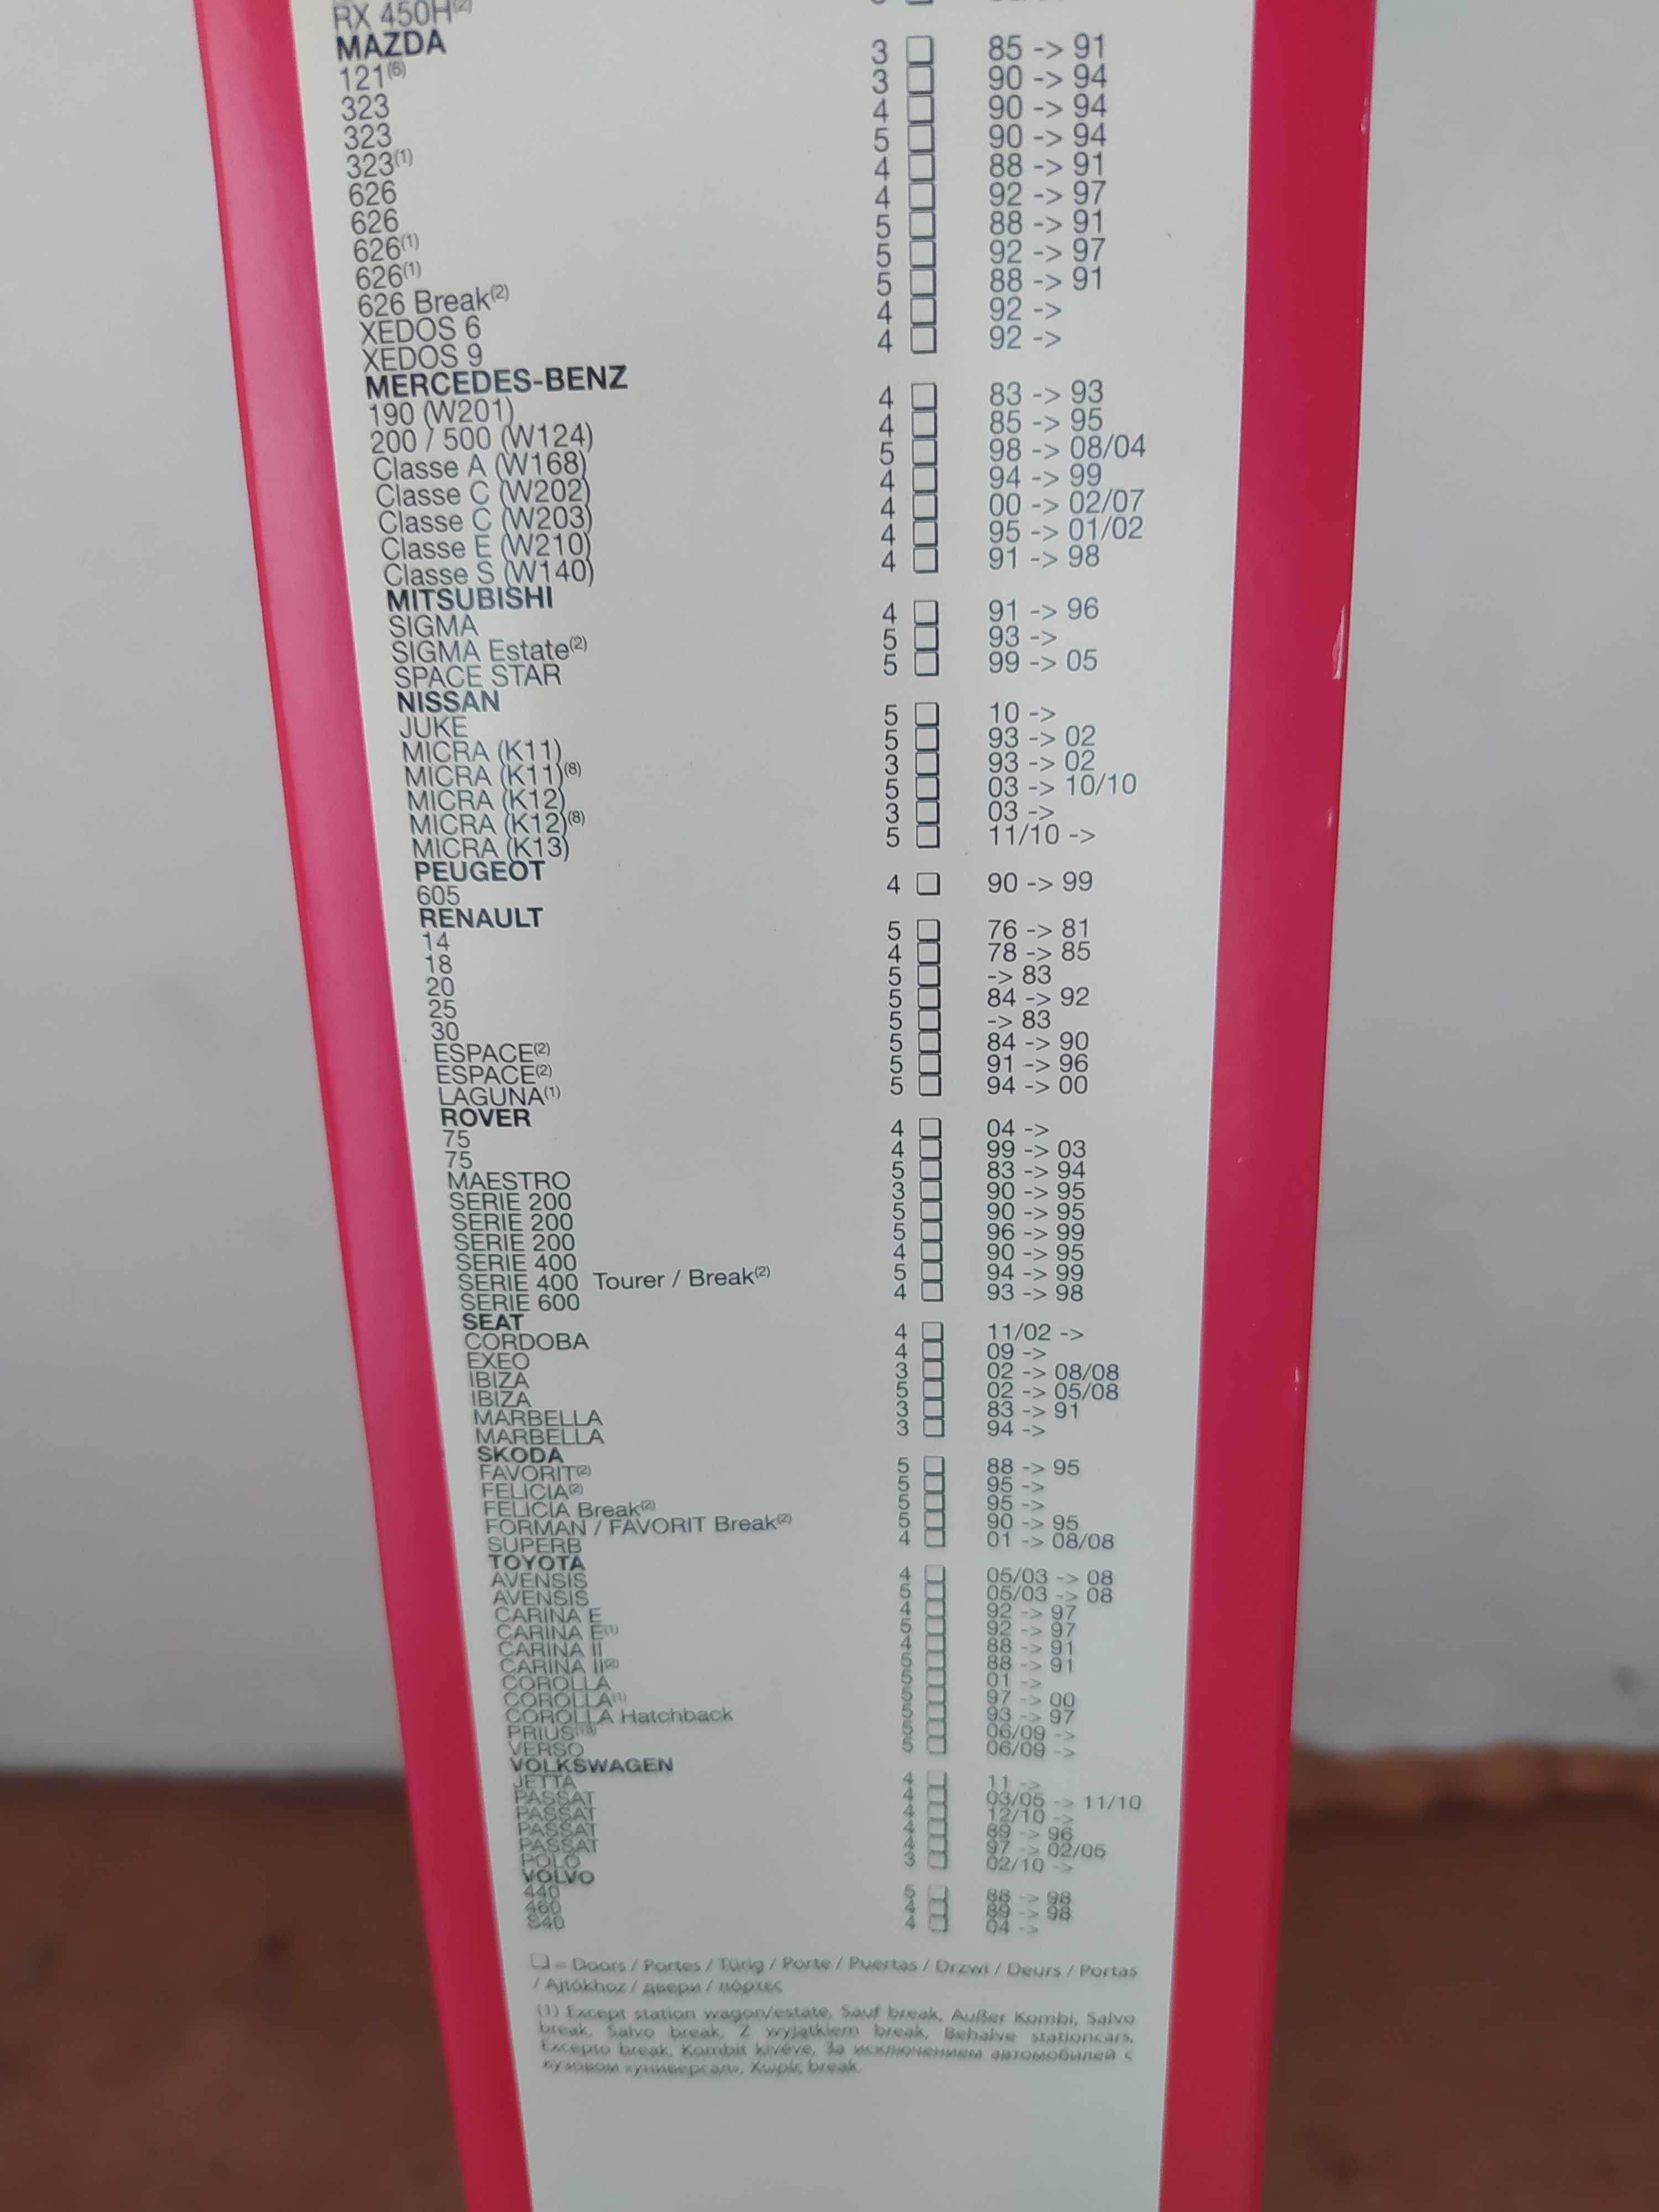 RX 450H(2)
MAZDA
121(6) 3 85 -> 91
323 3 90 -> 94
323 4 90 -> 94
323(1) 5 90 -> 94
626 4 88 -> 91
626 4 92 -> 97
626(1) 5 88 -> 91
626(1) 5 92 -> 97
626 Break(2) 5 88 -> 91
XEDOS 6 4 92 ->
XEDOS 9 4 92 ->
MERCEDES-BENZ
190 (W201) 4 83 -> 93
200 / 500 (W124) 4 85 -> 95
Classe A (W168) 5 98 -> 08/04
Classe C (W202) 4 94 -> 99
Classe C (W203) 4 00 -> 02/07
Classe E (W210) 4 95 -> 01/02
Classe S (W140) 4 91 -> 98
MITSUBISHI
SIGMA 4 91 -> 96
SIGMA Estate(2) 5 93 ->
SPACE STAR 5 99 -> 05
NISSAN
JUKE 5 10 ->
MICRA (K11) 5 93 -> 02
MICRA (K11)(8) 3 93 -> 02
MICRA (K12) 5 03 -> 10/10
MICRA (K12)(8) 3 03 ->
MICRA (K13) 5 11/10 ->
PEUGEOT
605 4 90 -> 99
RENAULT
14 5 76 -> 81
18 4 78 -> 85
20 5 -> 83
25 5 84 -> 92
30 5 -> 83
ESPACE(2) 5 84 -> 90
ESPACE(2) 5 91 -> 96
LAGUNA(1) 5 94 -> 00
ROVER
75 4 04 ->
75 4 99 -> 03
MAESTRO 5 83 -> 94
SERIE 200 3 90 -> 95
SERIE 200 5 90 -> 95
SERIE 200 5 96 -> 99
SERIE 400 4 90 -> 95
SERIE 400 Tourer / Break(2) 5 94 -> 99
SERIE 600 4 93 -> 98
SEAT
CORDOBA 4 11/02 ->
EXEO 4 09 ->
IBIZA 3 02 -> 08/08
IBIZA 5 02 -> 05/08
MARBELLA 3 83 -> 91
MARBELLA 3 94 ->
SKODA
FAVORIT(2) 5 88 -> 95
FELICIA(2) 5 95 ->
FELICIA Break(2) 5 95 ->
FORMAN / FAVORIT Break(2) 5 90 -> 95
SUPERB 4 01 -> 08/08
TOYOTA
AVENSIS 4 05/03 -> 08
AVENSIS 5 05/03 -> 08
CARINA E 4 92 -> 97
CARINA E(1) 5 92 -> 97
CARINA II 4 88 -> 91
CARINA II(2) 5 88 -> 91
COROLLA 5 01 ->
COROLLA(1) 5 97 -> 00
COROLLA Hatchback 5 93 -> 97
PRIUS 5 06/09 ->
VERSO 5 06/09 ->
VOLKSWAGEN
JETTA 4 11 ->
PASSAT 4 03/05 -> 11/10
PASSAT 4 12/10 ->
PASSAT 4 89 -> 96
PASSAT 4 97 -> 02/05
POLO 3 02/10 ->
VOLVO
440 5 88 -> 98
460 4 89 -> 98
S40 4 04 ->
= Doors / Portes / Türig / Porte / Puertas / Drzwi / Deurs / Portas
/ Ajtókhoz / двери / πόρτες
(1) Except station wagon/estate, Sauf break, Außer Kombi, Salvo
break, Salvo break, Z wyjątkiem break, Behalve stationcars,
Excepto break, Kombit kivéve, За исключением автомобилей с
кузовом «универсал», Χωρίς break